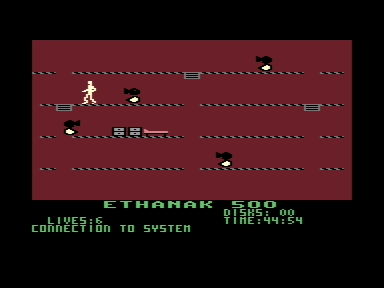 ETHANAK 500
DISKS: 00
LIVES:6
TIME:44:54
CONNECTION TO SYSTEM